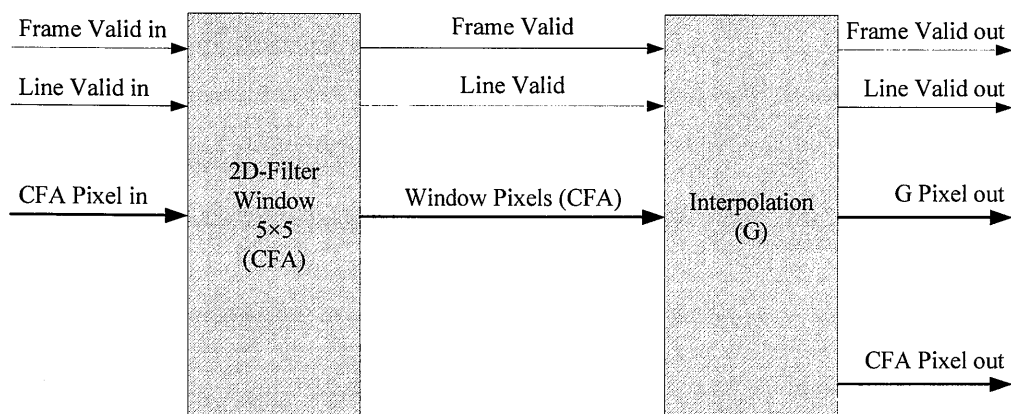 Frame Valid in
Frame Valid
Frame Valid out
Line Valid in
Line Valid
Line Valid out
2D-Filter
Window
5×5
(CFA)
CFA Pixel in
Window Pixels (CFA)
Interpolation
(G)
G Pixel out
CFA Pixel out